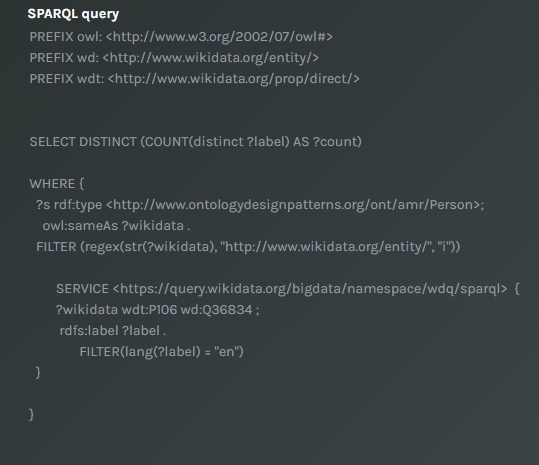 SPARQL query
PREFIX owl: <http://www.w3.org/2002/07/owl#>
PREFIX wd: <http://www.wikidata.org/entity/>
PREFIX wdt: <http://www.wikidata.org/prop/direct/>
SELECT DISTINCT (COUNT(distinct ?label) AS ?count)
WHERE {
?s rdf:type <http://www.ontologydesignpatterns.org/ont/amr/Person>;
owl:sameAs ?wikidata .
FILTER (regex(str(?wikidata), "http://www.wikidata.org/entity/", "i"))
SERVICE <https://query.wikidata.org/bigdata/namespace/wdq/sparql> {
?wikidata wdt:P106 wd:Q36834 ;
rdfs:label ?label .
FILTER(lang(?label) = "en")
}
}